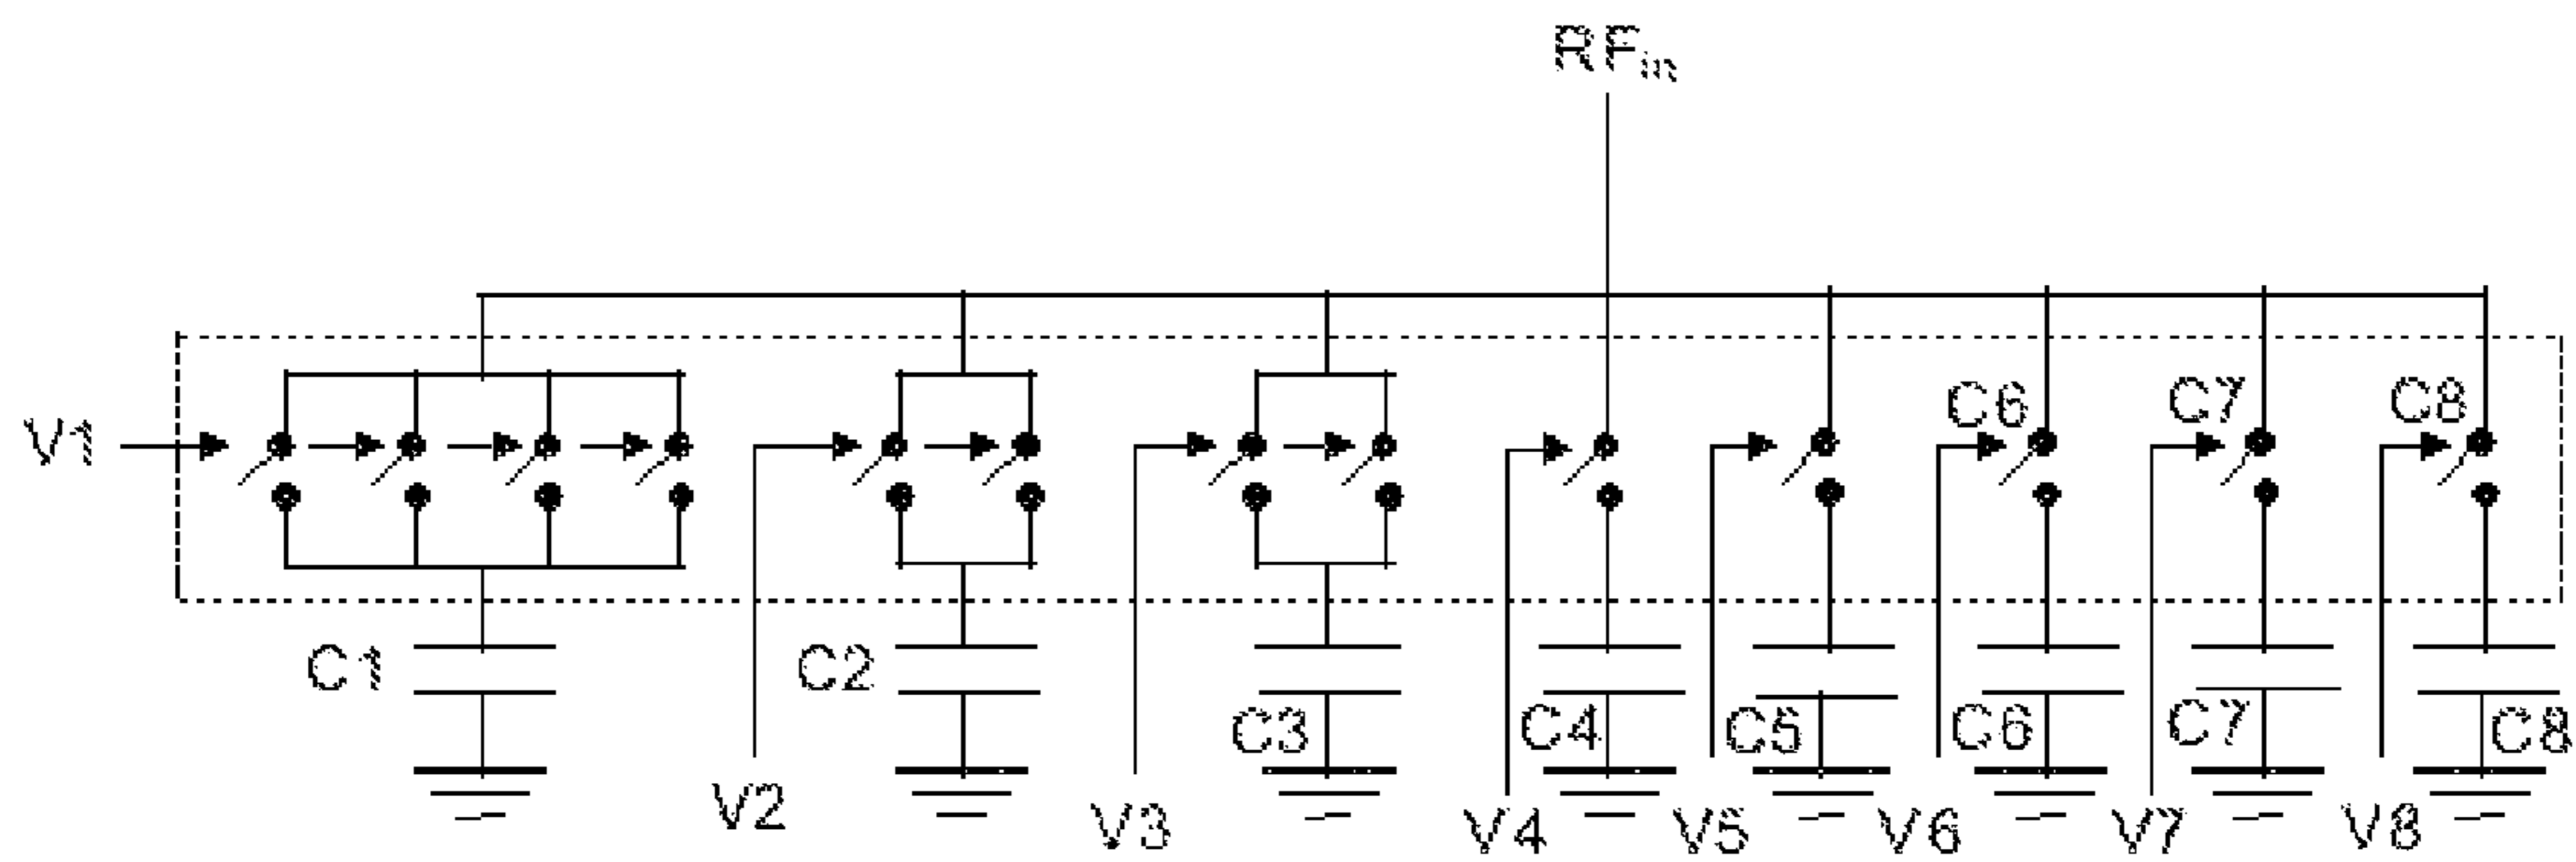 RFin
C6 C7 C8
V1
C1 C2
C3 C4 C5 C6 C7 C8
V2 V3 V4 V5 V6 V7 V8